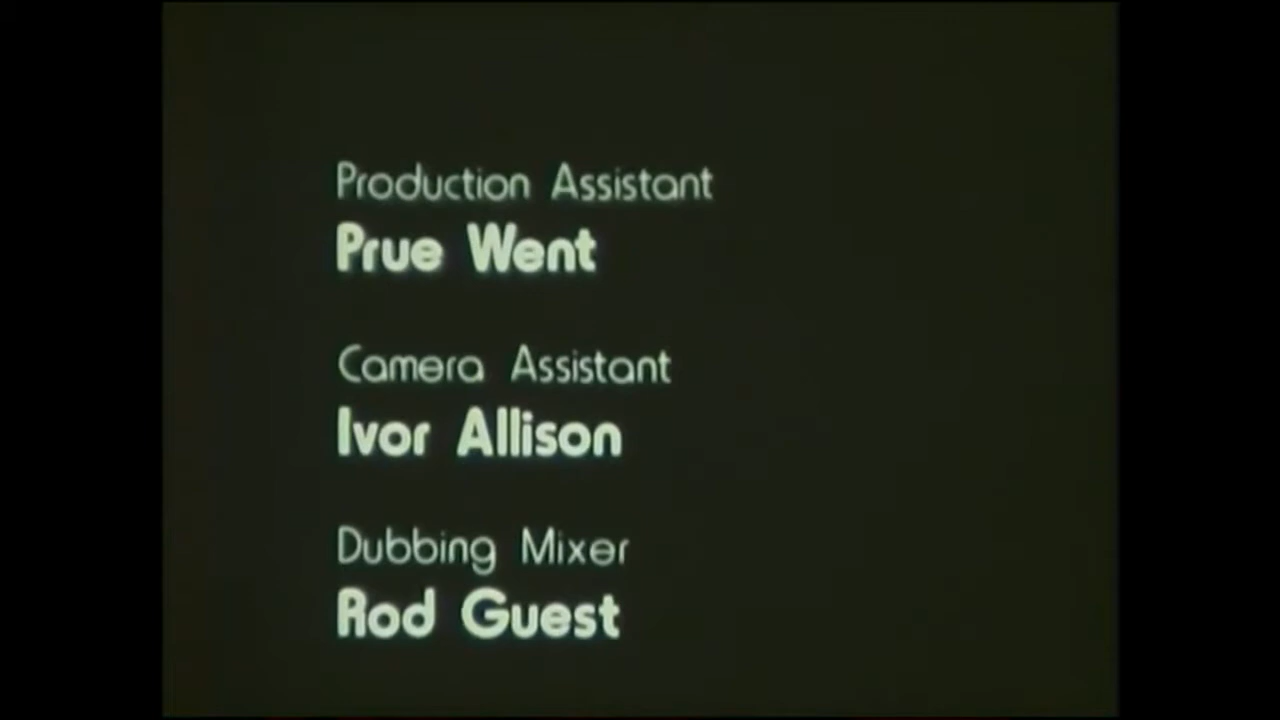 Production Assistant
Prue Went
Camera Assistant
Ivor Allison
Dubbing Mixer
Rod Guest